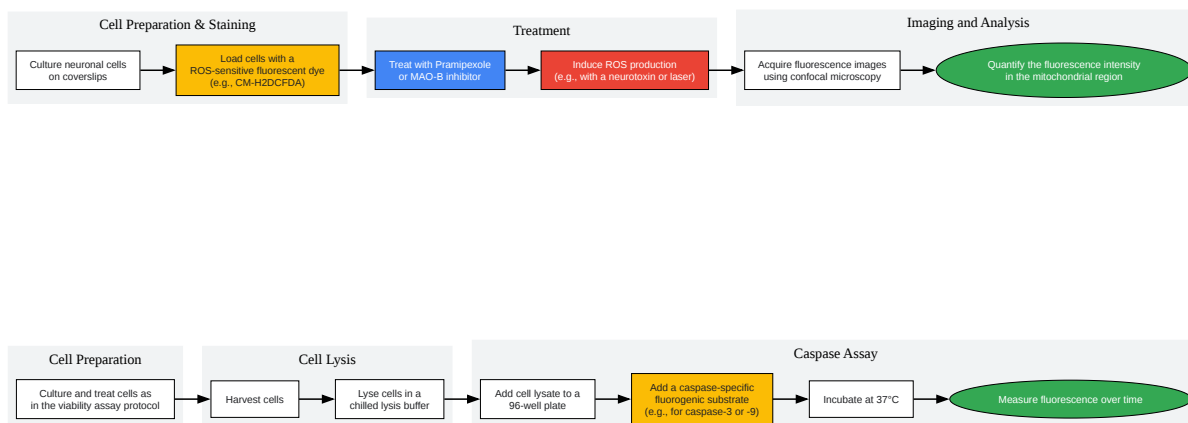 Cell Preparation & Staining
Culture neuronal cells
on coverslips
Load cells with a
ROS-sensitive fluorescent dye
(e.g., CM-H2DCFDA)
Treatment
Treat with Pramipexole
or MAO-B inhibitor
Induce ROS production
(e.g., with a neurotoxin or laser)
Imaging and Analysis
Acquire fluorescence images
using confocal microscopy
Quantify the fluorescence intensity
in the mitochondrial region
Cell Preparation
Culture and treat cells as
in the viability assay protocol
Cell Lysis
Harvest cells
Lyse cells in a
chilled lysis buffer
Caspase Assay
Add cell lysate to a
96-well plate
Add a caspase-specific
fluorogenic substrate
(e.g., for caspase-3 or -9)
Incubate at 37°C
Measure fluorescence over time